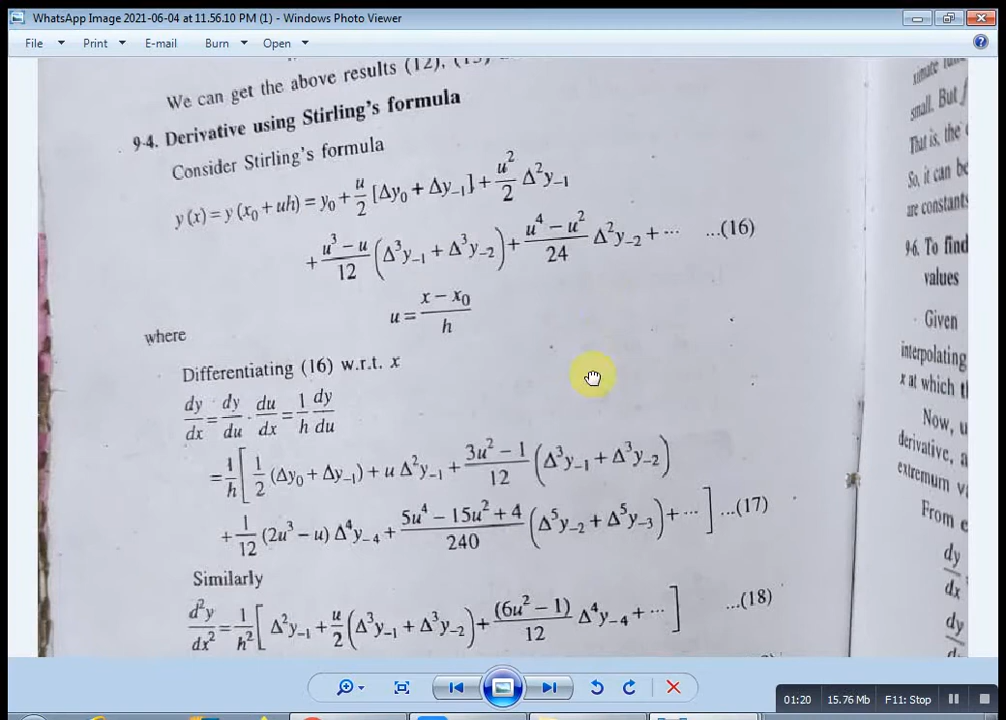 WhatsApp Image 2021-06-04 at 11.56.10 PM (1) - Windows Photo Viewer
File Print E-mail Burn Open
We can get the above results (12),
9·4. Derivative using Stirling's formula
Consider Stirling's formula
y (x) = y (x₀ + uh) = y₀ + u/2 [Δy₀ + Δy₋₁] + u²/2 Δ²y₋₁
+ (u³ − u)/12 (Δ³y₋₁ + Δ³y₋₂) + (u⁴ − u²)/24 Δ²y₋₂ + ··· ...(16)
where u = (x − x₀)/h
Differentiating (16) w.r.t. x
dy/dx = dy/du · du/dx = 1/h dy/du
= 1/h [ 1/2 (Δy₀ + Δy₋₁) + u Δ²y₋₁ + (3u² − 1)/12 (Δ³y₋₁ + Δ³y₋₂)
+ 1/12 (2u³ − u) Δ⁴y₋₄ + (5u⁴ − 15u² + 4)/240 (Δ⁵y₋₂ + Δ⁵y₋₃) + ··· ] ...(17)
Similarly
d²y/dx² = 1/h² [ Δ²y₋₁ + u/2 (Δ³y₋₁ + Δ³y₋₂) + (6u² − 1)/12 Δ⁴y₋₄ + ··· ] ...(18)
small. But
That is, the
So, it can be
are constants
9·6. To find
values
Given
interpolating
x at which
Now,
derivative, a
extremum v
From
dy/dx
dy
01:20 15.76 Mb F11: Stop